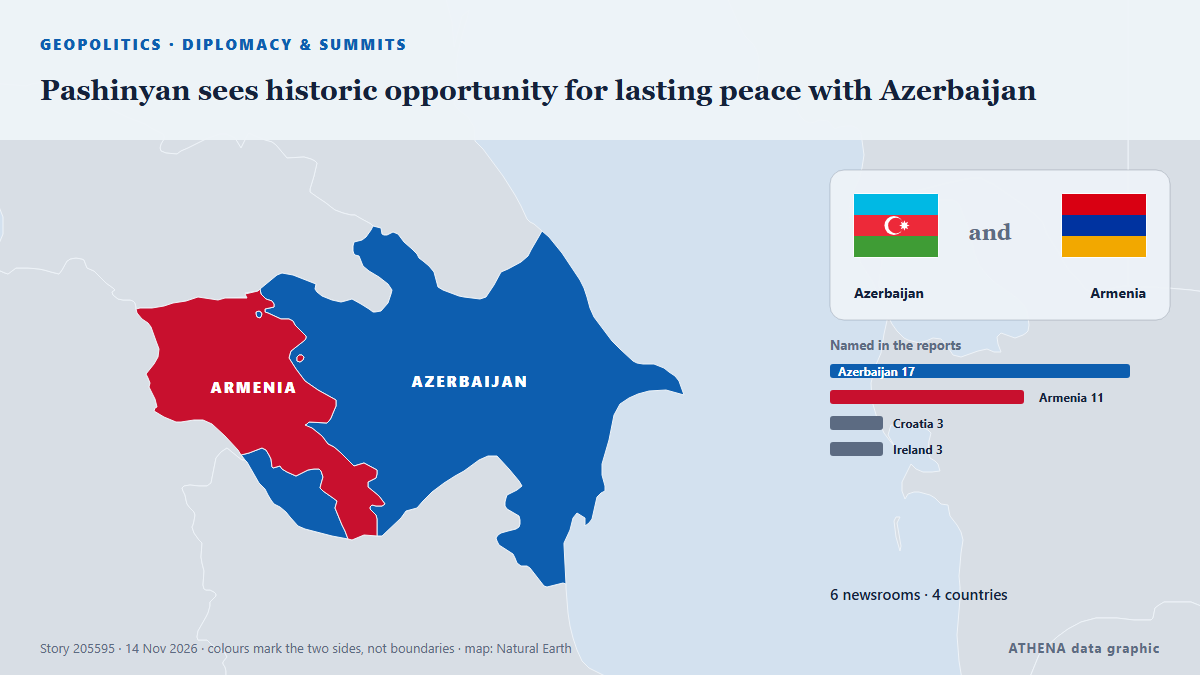 GEOPOLITICS · DIPLOMACY & SUMMITS
Pashinyan sees historic opportunity for lasting peace with Azerbaijan
ARMENIA
AZERBAIJAN
and
Azerbaijan
Armenia
Named in the reports
Azerbaijan 17
Armenia 11
Croatia 3
Ireland 3
6 newsrooms · 4 countries
Story 205595 · 14 Nov 2026 · colours mark the two sides, not boundaries · map: Natural Earth
ATHENA data graphic